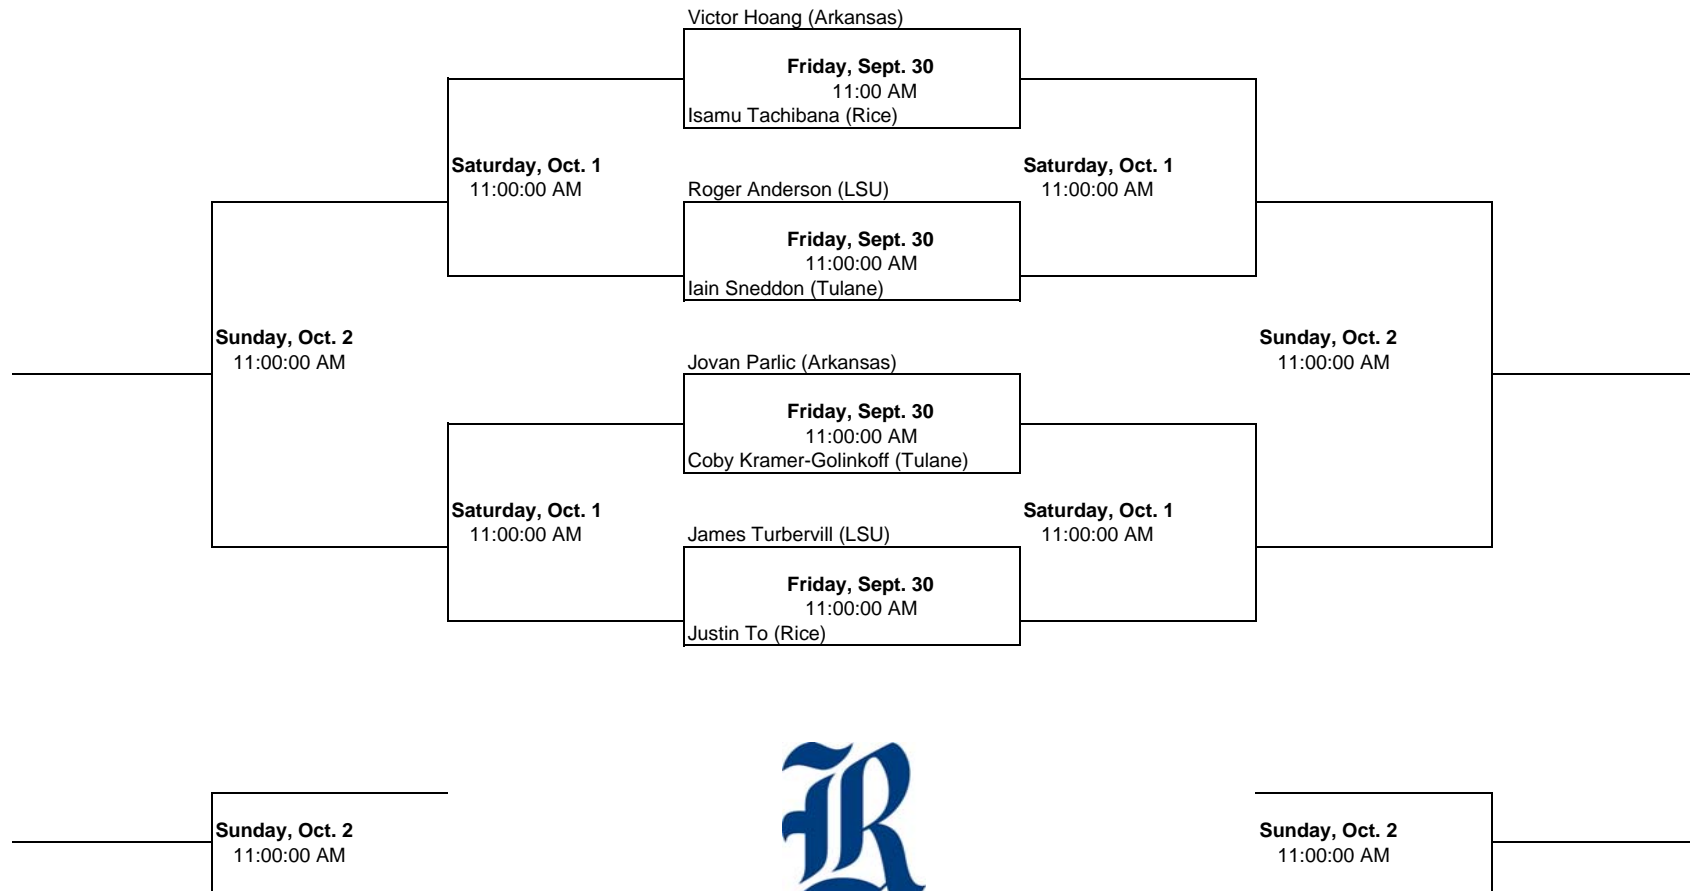 Victor Hoang (Arkansas)
Friday, Sept. 30
11:00 AM
Isamu Tachibana (Rice)
Saturday, Oct. 1
Saturday, Oct. 1
11:00:00 AM
Roger Anderson (LSU)
11:00:00 AM
Friday, Sept. 30
11:00:00 AM
Iain Sneddon (Tulane)
Sunday, Oct. 2
Sunday, Oct. 2
11:00:00 AM
Jovan Parlic (Arkansas)
11:00:00 AM
Friday, Sept. 30
11:00:00 AM
Coby Kramer-Golinkoff (Tulane)
Saturday, Oct. 1
Saturday, Oct. 1
11:00:00 AM
James Turbervill (LSU)
11:00:00 AM
Friday, Sept. 30
11:00:00 AM
Justin To (Rice)
R
Sunday, Oct. 2
Sunday, Oct. 2
11:00:00 AM
11:00:00 AM